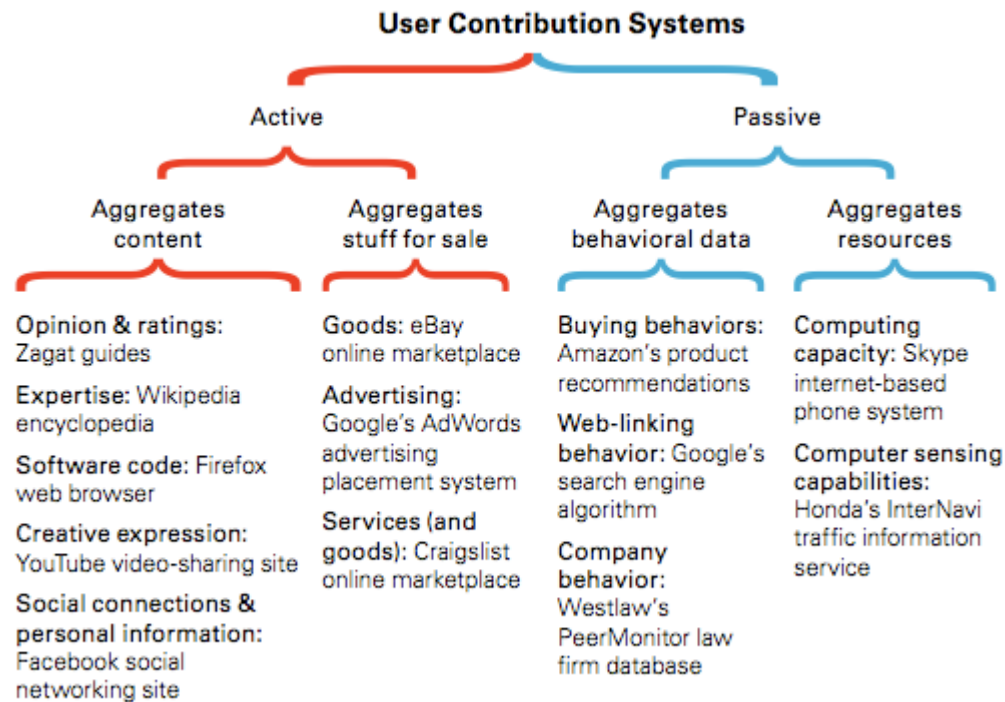 User Contribution Systems
Active
Passive
Aggregates
content
Aggregates
stuff for sale
Aggregates
behavioral data
Aggregates
resources
Opinion & ratings:
Zagat guides
Expertise: Wikipedia
encyclopedia
Software code: Firefox
web browser
Creative expression:
YouTube video-sharing site
Social connections &
personal information:
Facebook social
networking site
Goods: eBay
online marketplace
Advertising:
Google's AdWords
advertising
placement system
Services (and
goods): Craigslist
online marketplace
Buying behaviors:
Amazon's product
recommendations
Web-linking
behavior: Google's
search engine
algorithm
Company
behavior:
Westlaw's
PeerMonitor law
firm database
Computing
capacity: Skype
internet-based
phone system
Computer sensing
capabilities:
Honda's InterNavi
traffic information
service